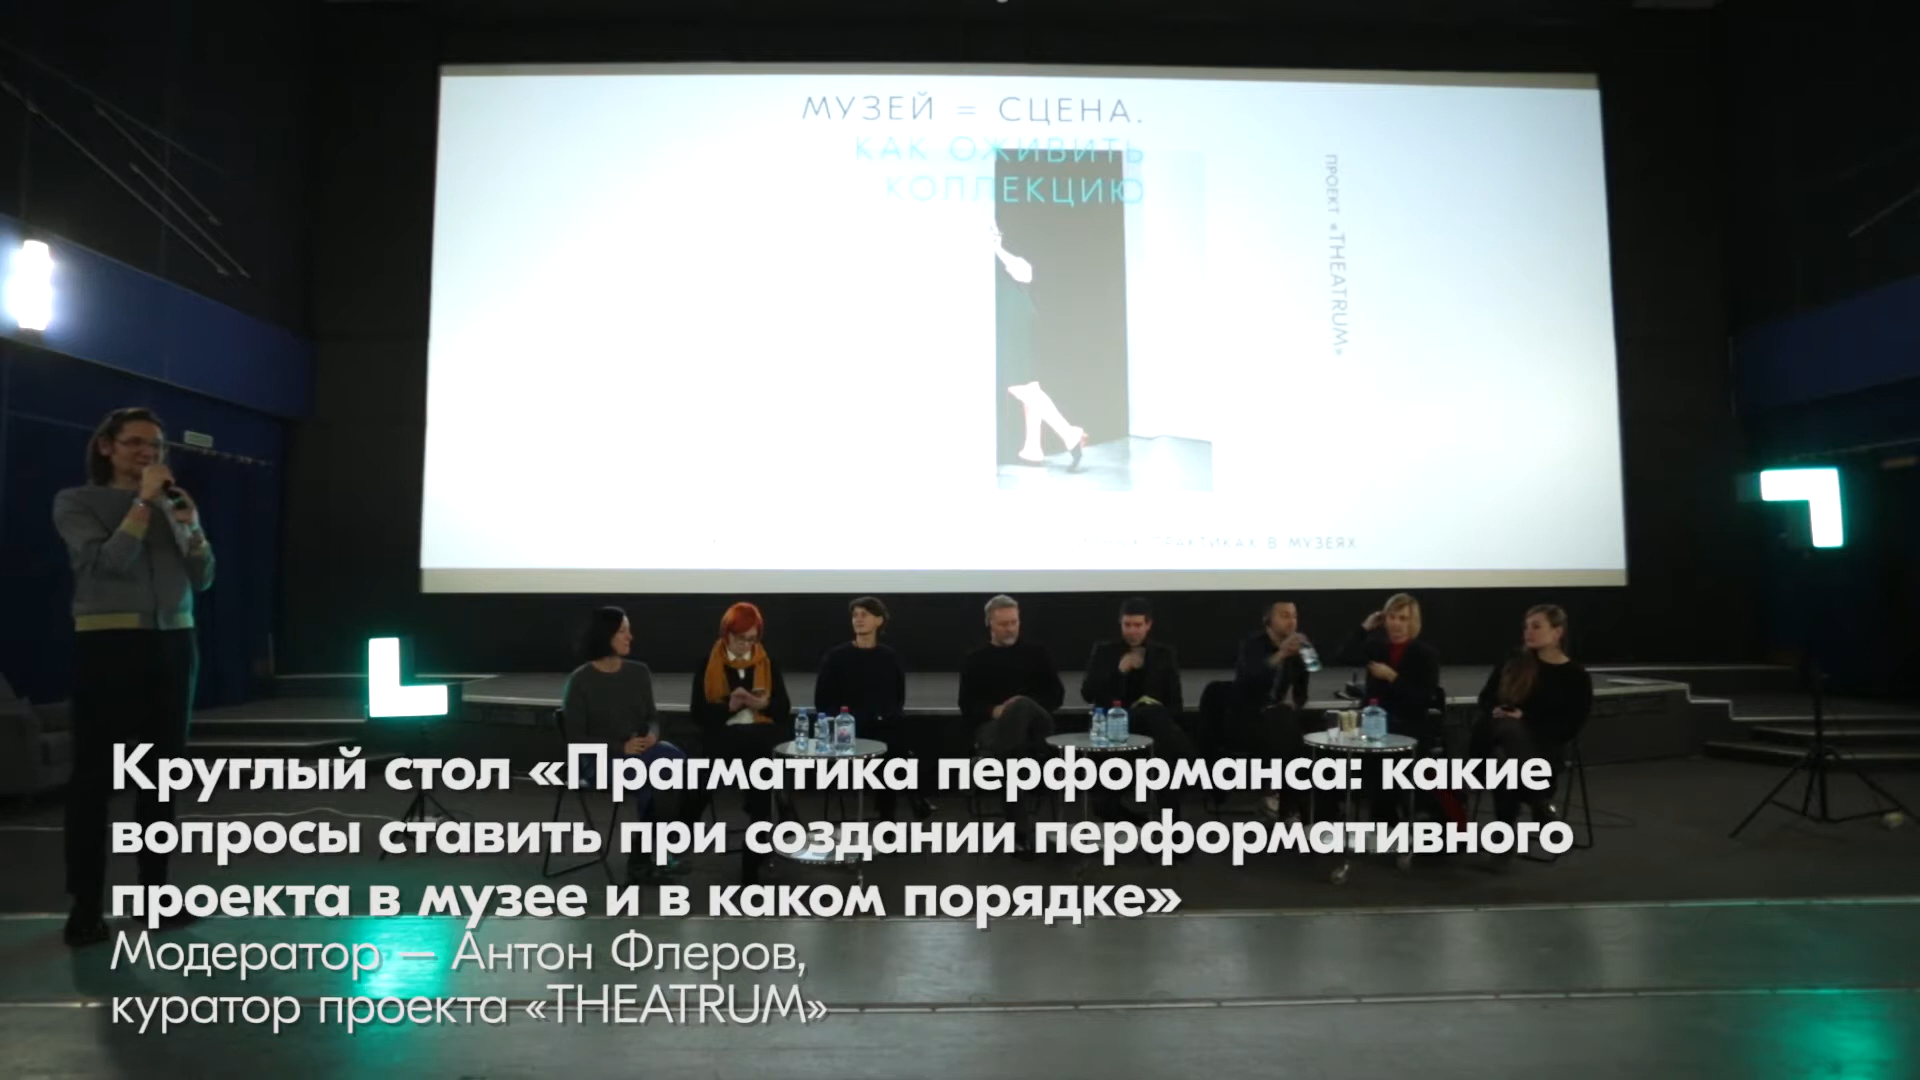 МУЗЕЙ = СЦЕНА.
КАК ОЖИВИТЬ
КОЛЛЕКЦИЮ
ПРОЕКТ «THEATRUM»
ПРАКТИКАХ В МУЗЕЯХ
Круглый стол «Прагматика перформанса: какие
вопросы ставить при создании перформативного
проекта в музее и в каком порядке»
Модератор — Антон Флеров,
куратор проекта «THEATRUM»